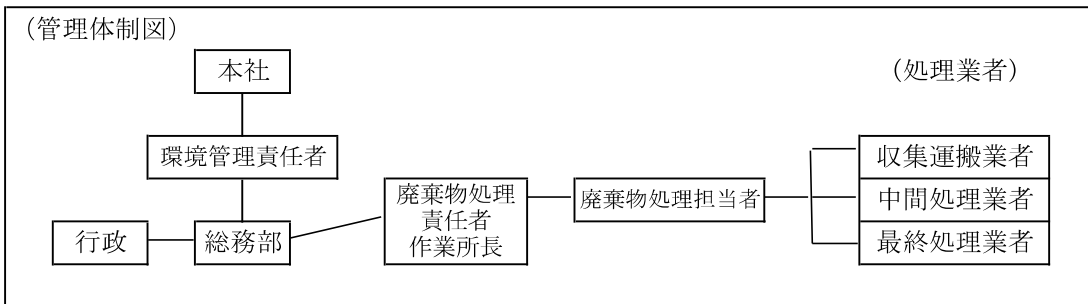 (管理体制図)
本社
(処理業者)
環境管理責任者
収集運搬業者
廃棄物処理
責任者
作業所長
廃棄物処理担当者
中間処理業者
行政
総務部
最終処理業者